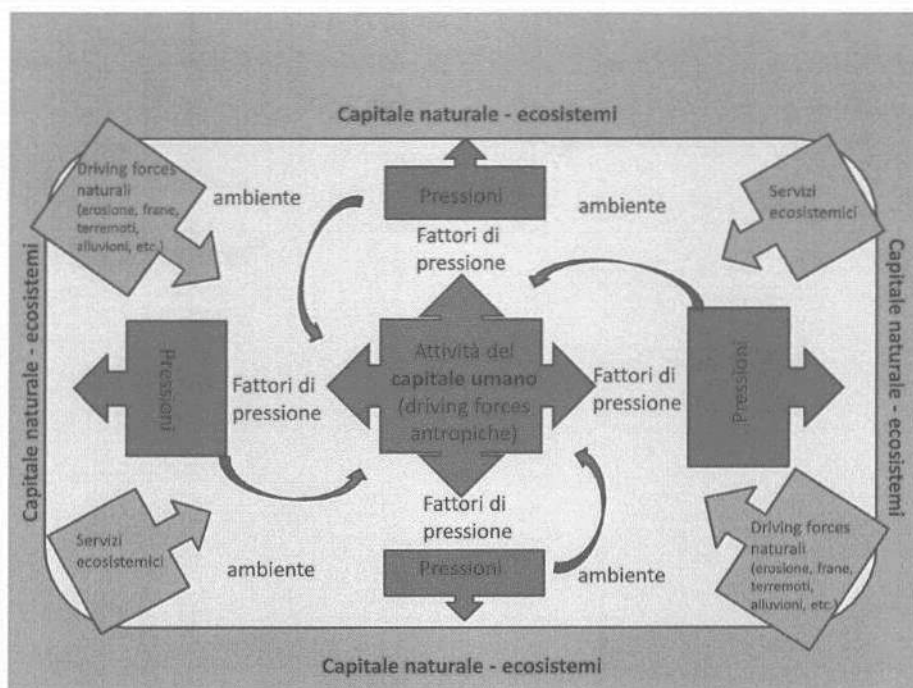 Capitale naturale - ecosistemi
Driving forces
naturali
(erosione, frane,
terremoti,
alluvioni, etc.)
ambiente
Pressioni
ambiente
Servizi
ecosistemici
Fattori di
pressione
Capitale naturale - ecosistemi
Pressioni
Fattori di
pressione
Attività del
capitale umano
(driving forces
antropiche)
Fattori di
pressione
Pressioni
Capitale naturale - ecosistemi
Servizi
ecosistemici
ambiente
Fattori di
pressione
Pressioni
ambiente
Driving forces
naturali
(erosione, frane,
terremoti,
alluvioni, etc.)
Capitale naturale - ecosistemi